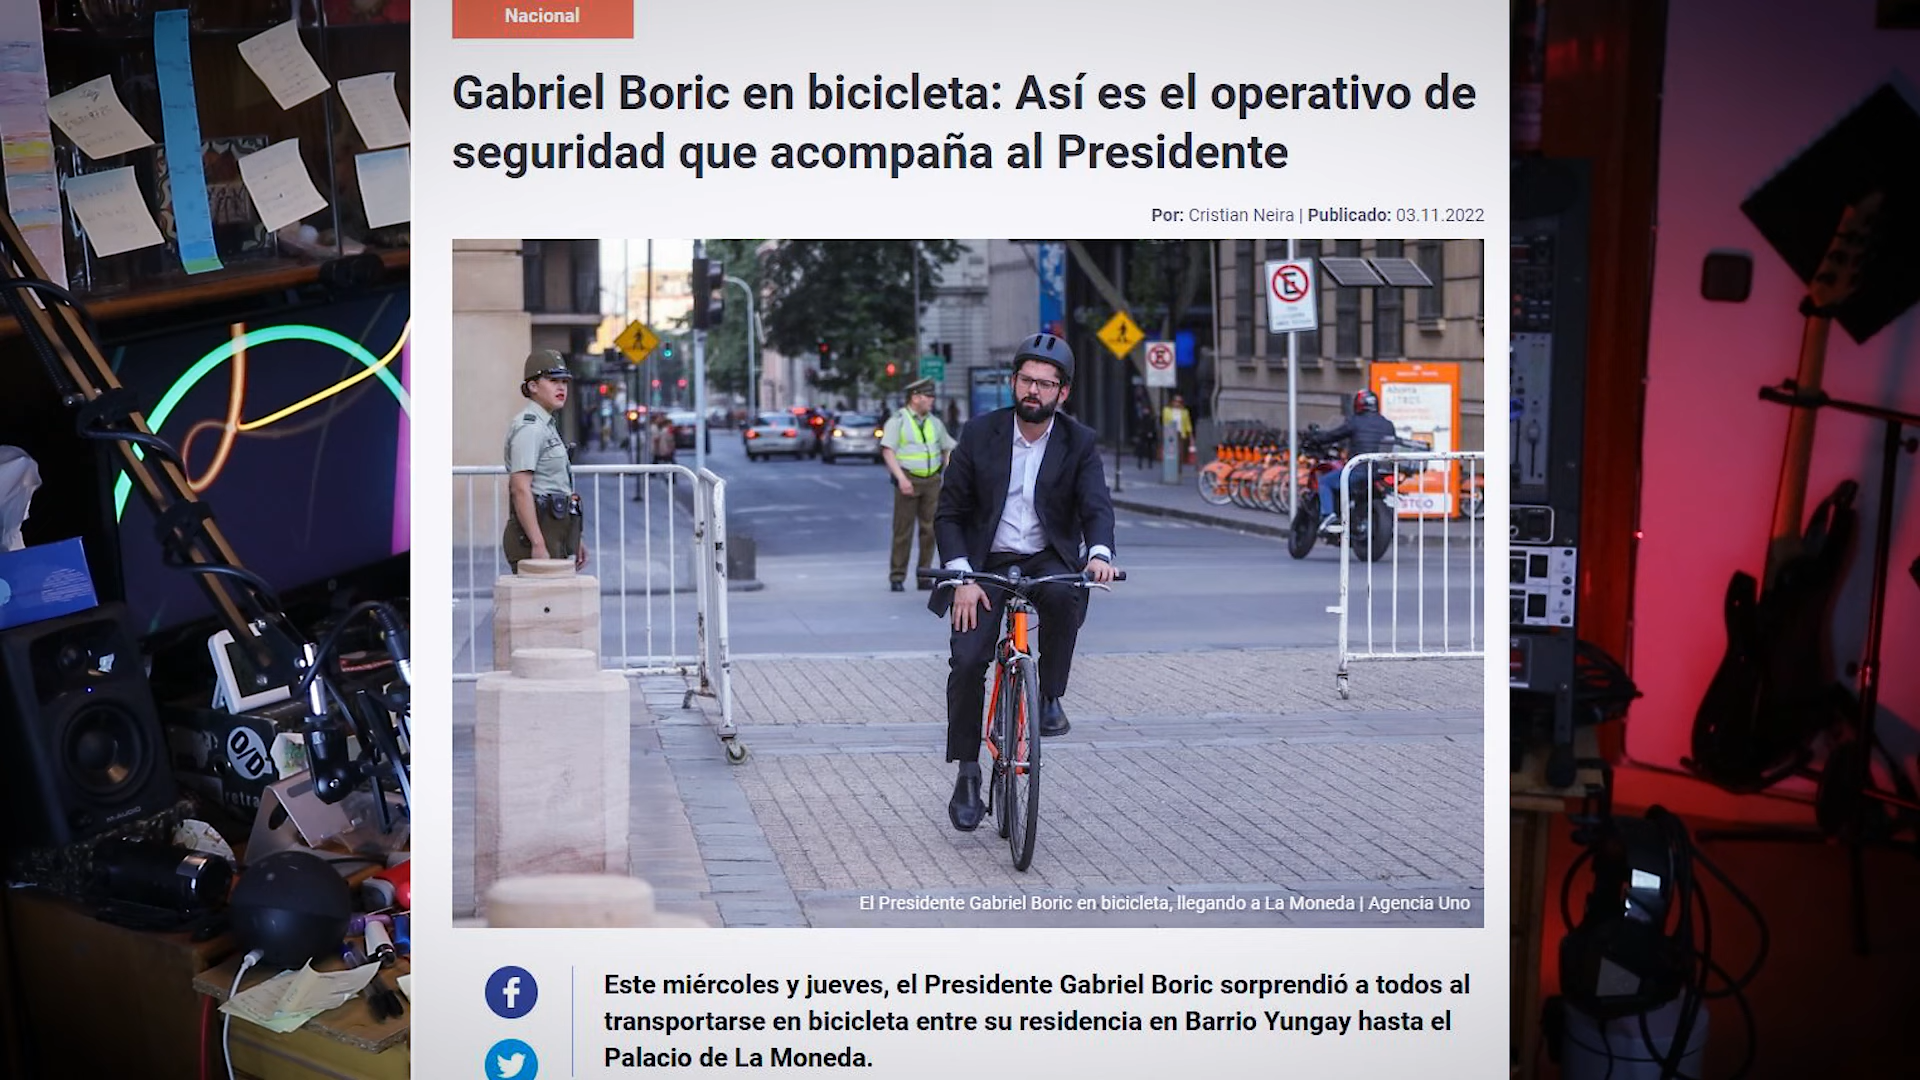 Nacional
Gabriel Boric en bicicleta: Así es el operativo de
seguridad que acompaña al Presidente
Por: Cristian Neira | Publicado: 03.11.2022
El Presidente Gabriel Boric en bicicleta, llegando a La Moneda | Agencia Uno
Este miércoles y jueves, el Presidente Gabriel Boric sorprendió a todos al
transportarse en bicicleta entre su residencia en Barrio Yungay hasta el
Palacio de La Moneda.
O/D
retra
M-AUDIO